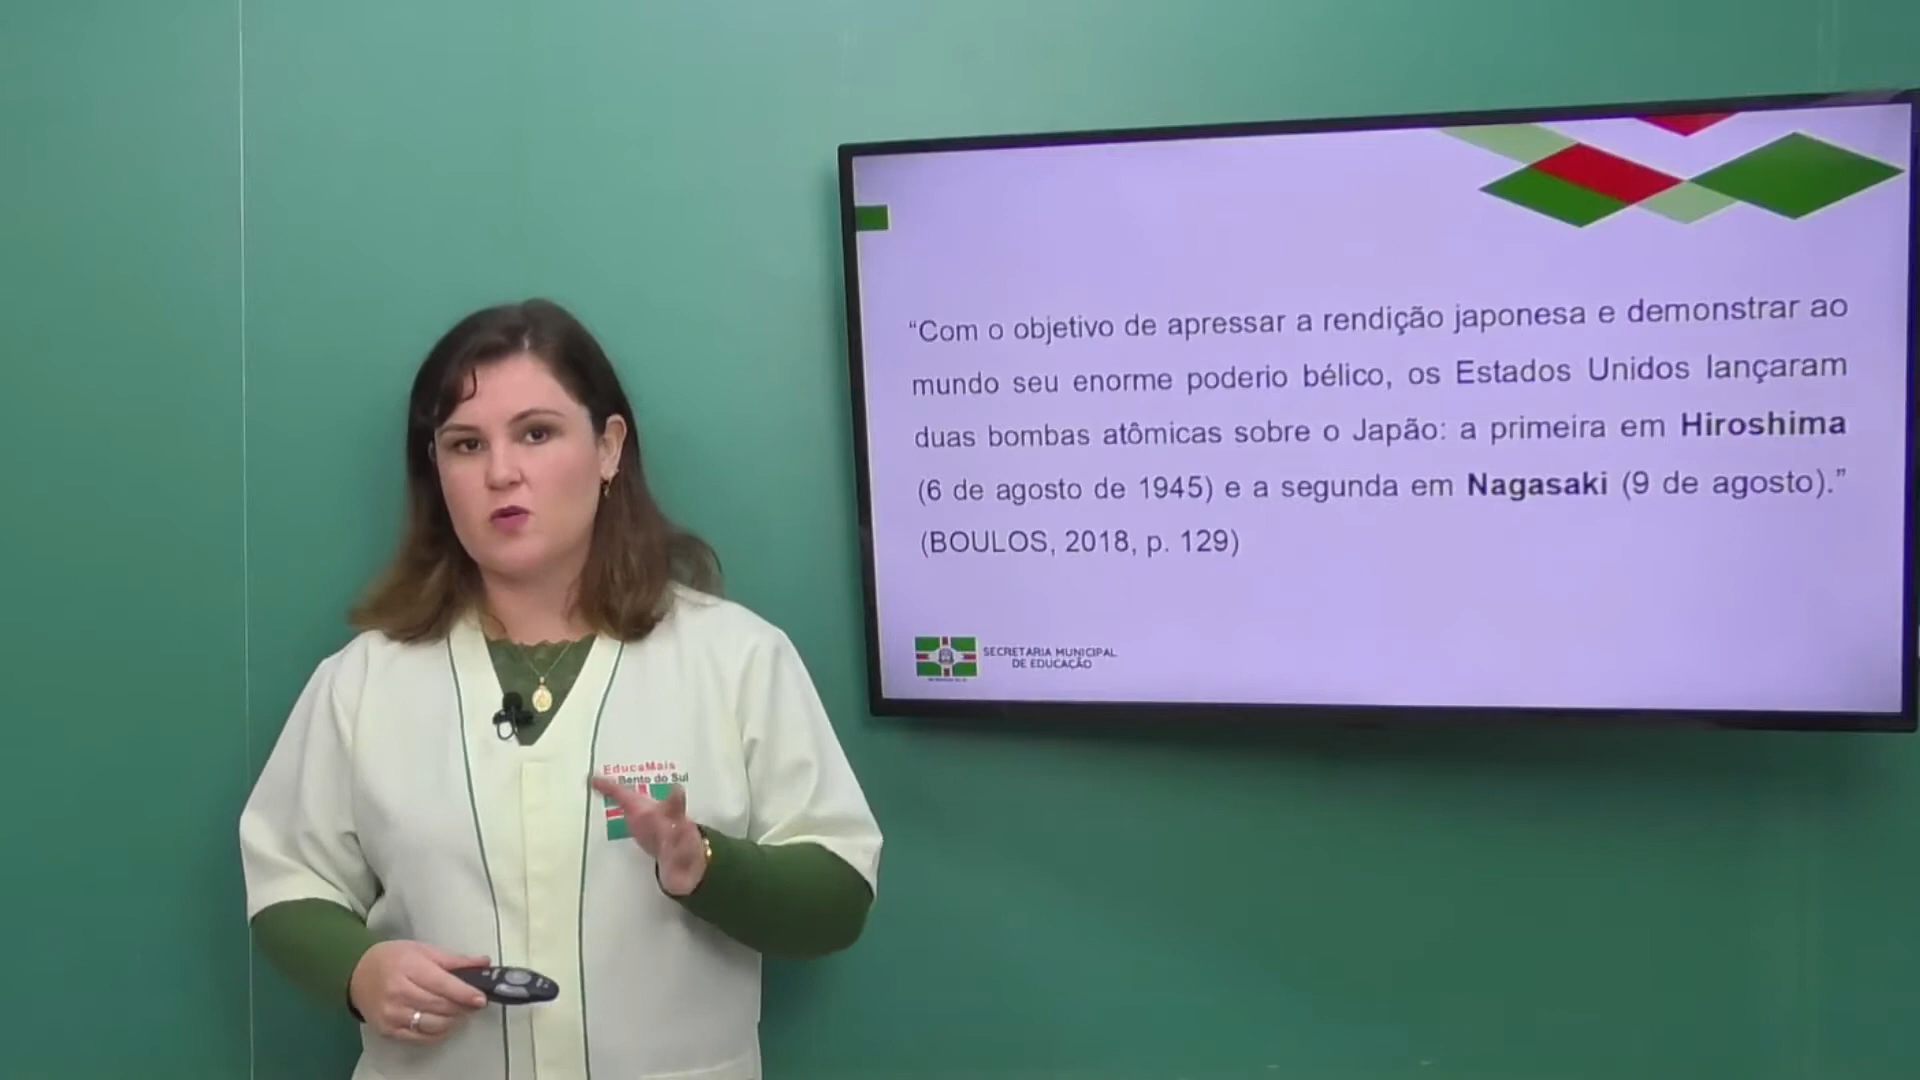 “Com o objetivo de apressar a rendição japonesa e demonstrar ao
mundo seu enorme poderio bélico, os Estados Unidos lançaram
duas bombas atômicas sobre o Japão: a primeira em Hiroshima
(6 de agosto de 1945) e a segunda em Nagasaki (9 de agosto).”
(BOULOS, 2018, p. 129)
SECRETARIA MUNICIPAL
DE EDUCAÇÃO
EducaMais
Bento do Sul